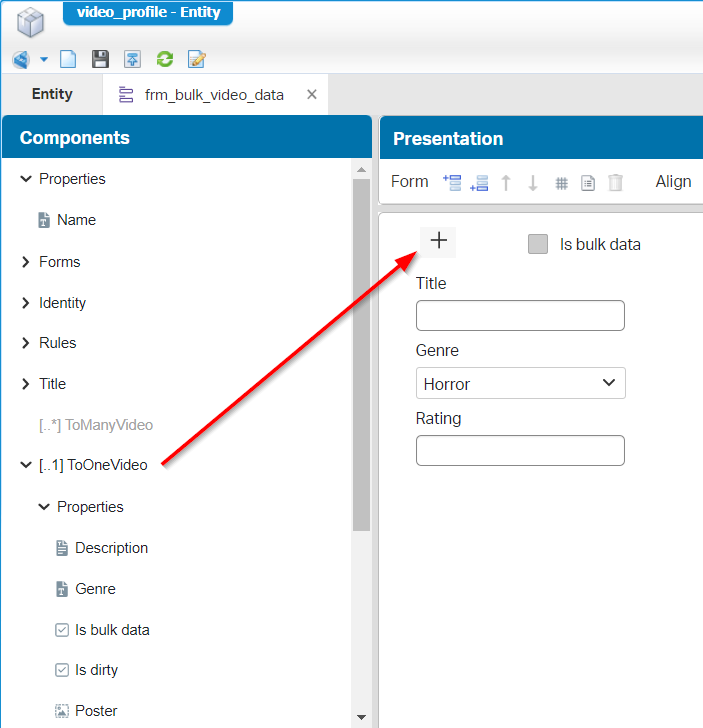 video_profile - Entity
Entity
frm_bulk_video_data
Components
Properties
Name
Forms
Identity
Rules
Title
[..*] ToManyVideo
[..1] ToOneVideo
Properties
Description
Genre
Is bulk data
Is dirty
Poster
Presentation
Form
Align
Is bulk data
Title
Genre
Horror
Rating